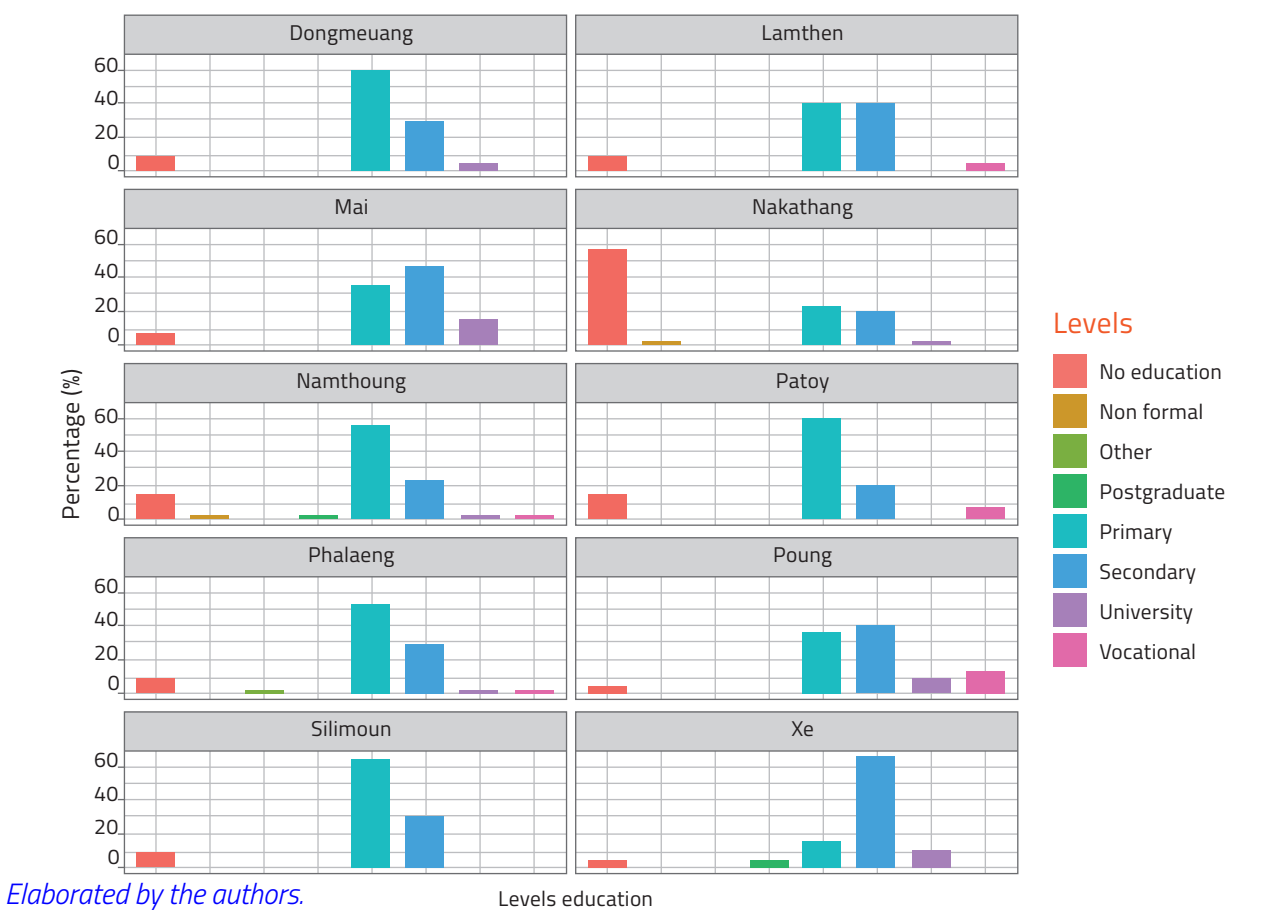 Dongmeuang
Lamthen
60
40
20
0
Mai
Nakathang
60
40
20
0
Namthoung
Patoy
60
40
20
0
Phalaeng
Poung
60
40
20
0
Silimoun
Xe
60
40
20
0
Percentage (%)
Levels education
Levels
No education
Non formal
Other
Postgraduate
Primary
Secondary
University
Vocational
Elaborated by the authors.